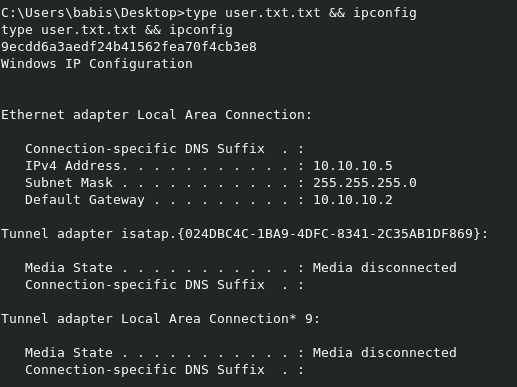 C:\Users\babis\Desktop>type user.txt.txt && ipconfig
type user.txt.txt && ipconfig
9ecdd6a3aedf24b41562fea70f4cb3e8
Windows IP Configuration
Ethernet adapter Local Area Connection:
Connection-specific DNS Suffix  . :
IPv4 Address. . . . . . . . . . . : 10.10.10.5
Subnet Mask . . . . . . . . . . . : 255.255.255.0
Default Gateway . . . . . . . . . : 10.10.10.2
Tunnel adapter isatap.{024DBC4C-1BA9-4DFC-8341-2C35AB1DF869}:
Media State . . . . . . . . . . . : Media disconnected
Connection-specific DNS Suffix  . :
Tunnel adapter Local Area Connection* 9:
Media State . . . . . . . . . . . : Media disconnected
Connection-specific DNS Suffix  . :